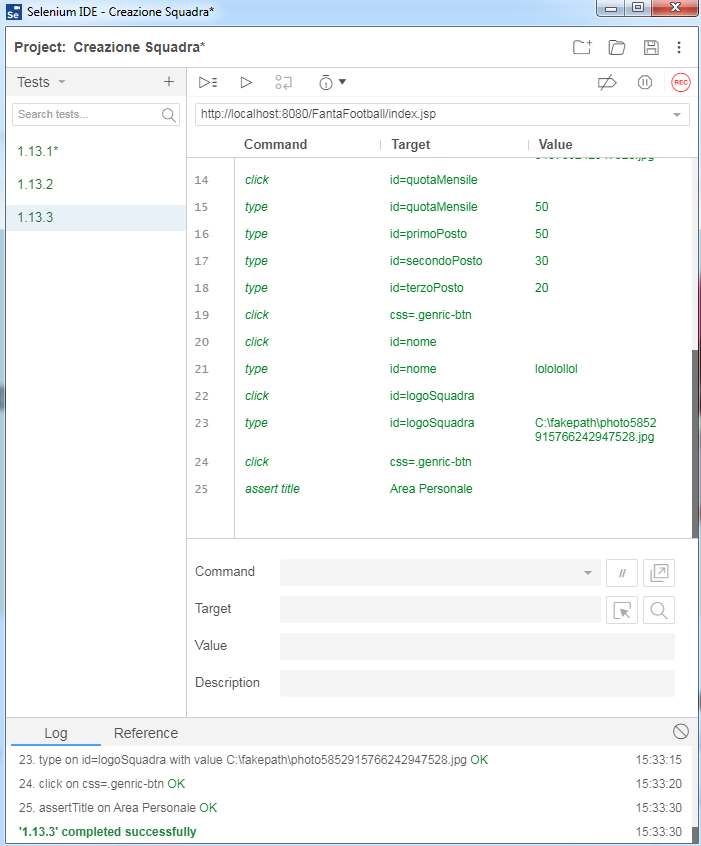 Selenium IDE - Creazione Squadra*
Project: Creazione Squadra*
Tests
Search tests...
1.13.1*
1.13.2
1.13.3
REC
http://localhost:8080/FantaFootball/index.jsp
Command Target Value
14 click id=quotaMensile
15 type id=quotaMensile 50
16 type id=primoPosto 50
17 type id=secondoPosto 30
18 type id=terzoPosto 20
19 click css=.genric-btn
20 click id=nome
21 type id=nome lololollol
22 click id=logoSquadra
23 type id=logoSquadra C:\fakepath\photo5852
915766242947528.jpg
24 click css=.genric-btn
25 assert title Area Personale
Command //
Target
Value
Description
Log Reference
23. type on id=logoSquadra with value C:\fakepath\photo5852915766242947528.jpg OK 15:33:15
24. click on css=.genric-btn OK 15:33:20
25. assertTitle on Area Personale OK 15:33:30
'1.13.3' completed successfully 15:33:30